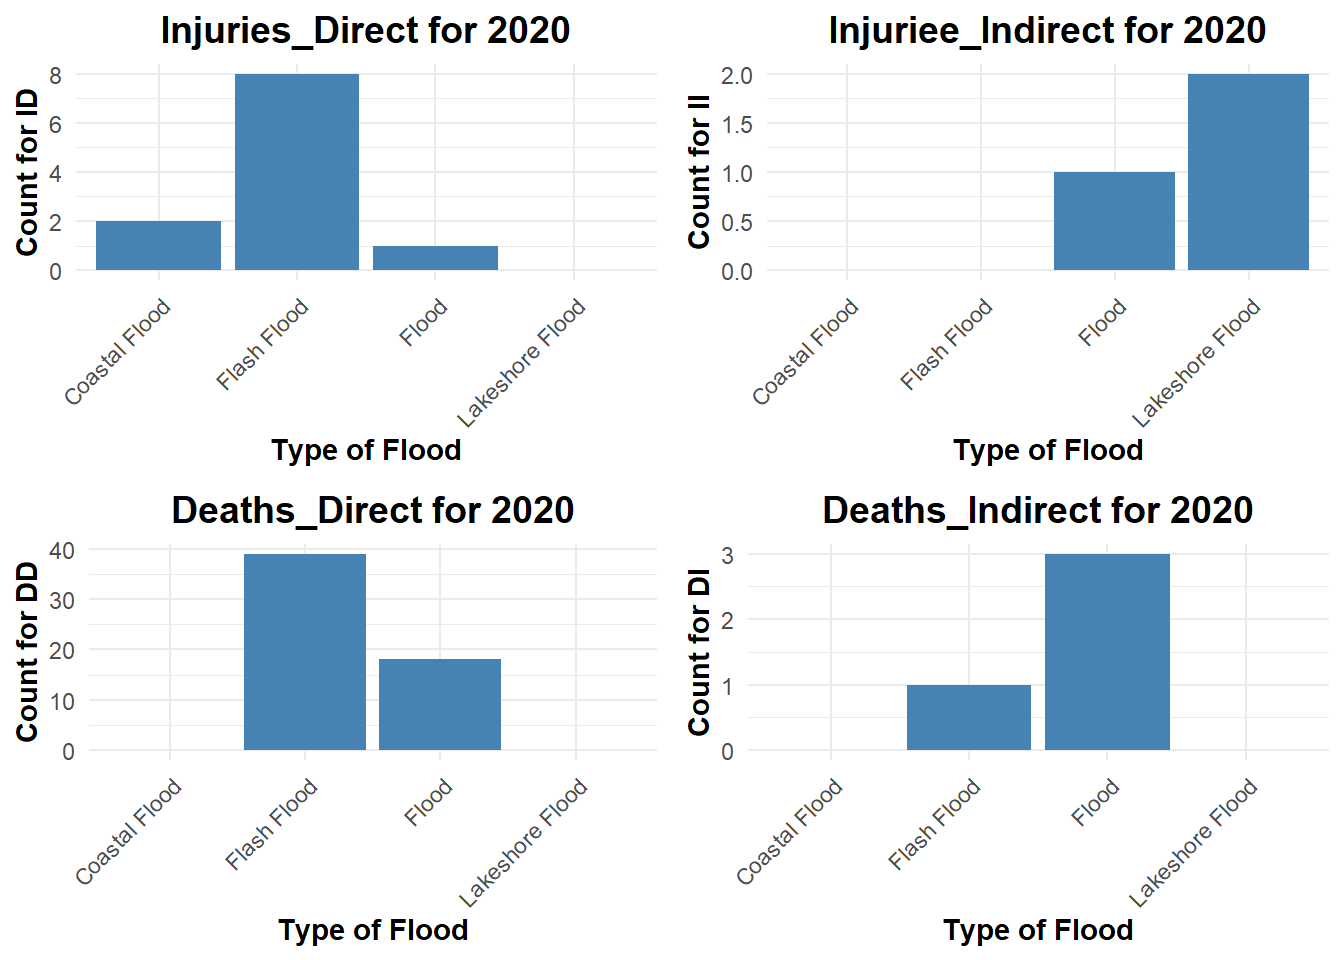 Injuries_Direct for 2020
Count for ID
8
6
4
2
0
Coastal Flood
Flash Flood
Flood
Lakeshore Flood
Type of Flood
Injuriee_Indirect for 2020
Count for II
2.0
1.5
1.0
0.5
0.0
Coastal Flood
Flash Flood
Flood
Lakeshore Flood
Type of Flood
Deaths_Direct for 2020
Count for DD
40
30
20
10
0
Coastal Flood
Flash Flood
Flood
Lakeshore Flood
Type of Flood
Deaths_Indirect for 2020
Count for DI
3
2
1
0
Coastal Flood
Flash Flood
Flood
Lakeshore Flood
Type of Flood